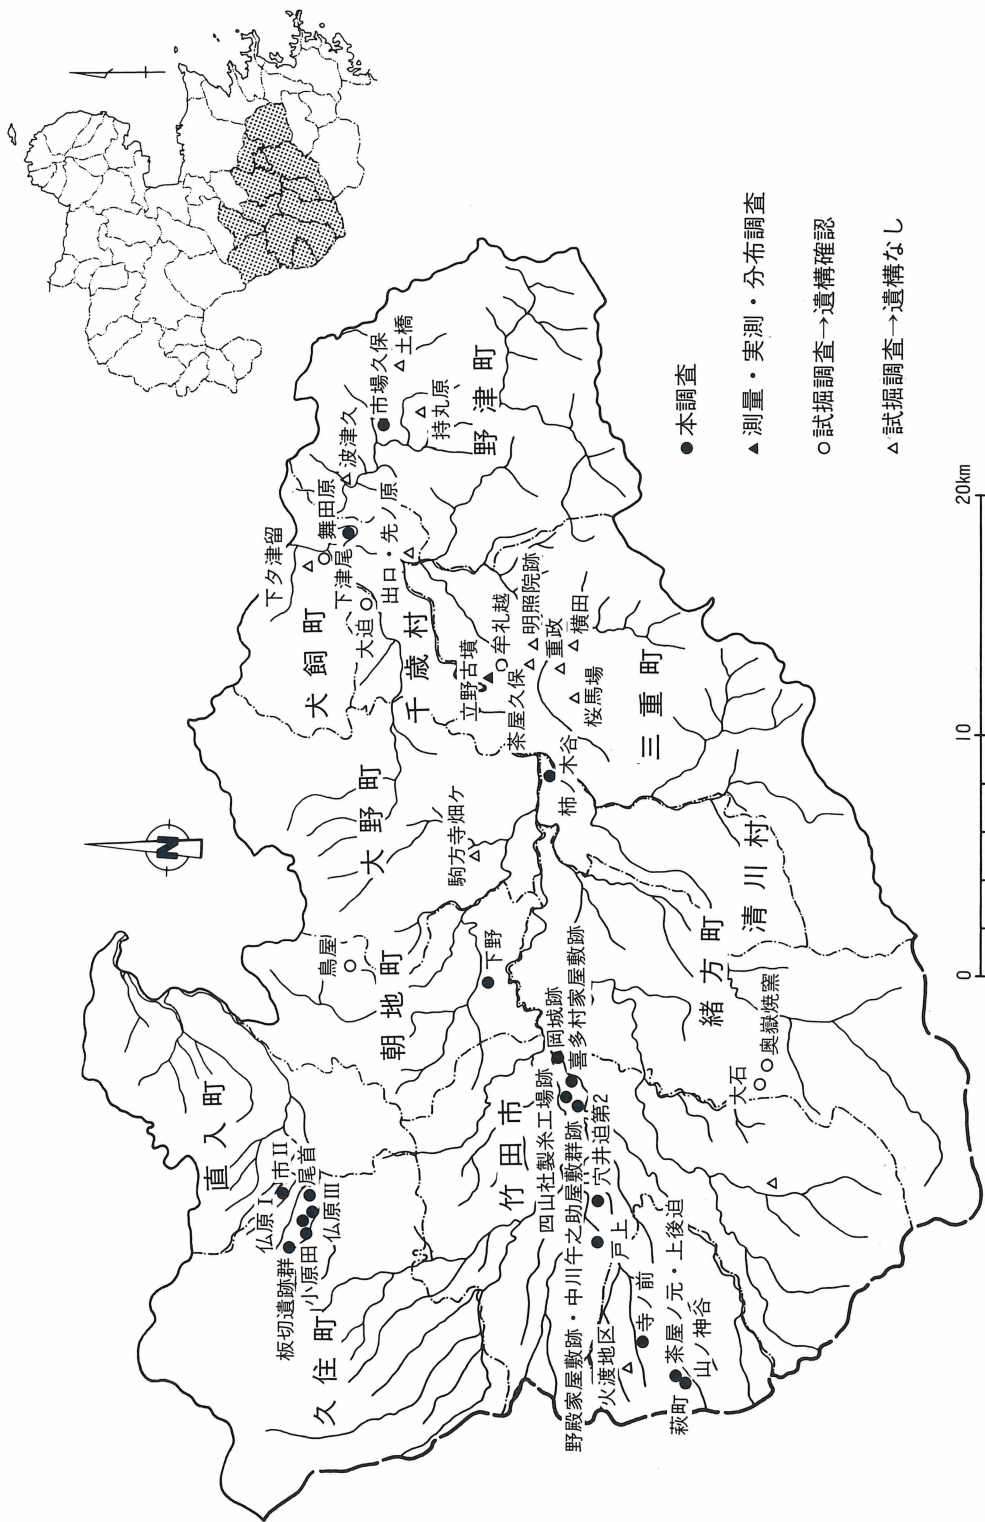 N
直入町
久住町
竹田市
朝地町
大野町
犬飼町
千歳村
野津町
三重町
清川村
緒方町
仏原Ⅰ
市Ⅱ
尾首
仏原Ⅲ
小原田
板切遺跡群
鳥屋
下野
駒方寺畑ケ
岡城跡
喜多村家屋敷跡
四山社製糸工場跡
野殿家屋敷跡・中川午之助屋敷群跡
穴井迫第2
戸上
火渡地区
寺ノ前
茶屋ノ元・上後迫
山ノ神谷
萩町
大石
奥嶽焼窯
柿ノ木谷
下夕津留
舞田原
下津尾
大迫
波津久
出口・先ノ原
市場久保
土橋
持丸原
立野古墳
牟礼越
茶屋久保
明照院跡
重政
横田
桜馬場
●本調査
▲測量・実測・分布調査
○試掘調査→遺構確認
△試掘調査→遺構なし
0 10 20km